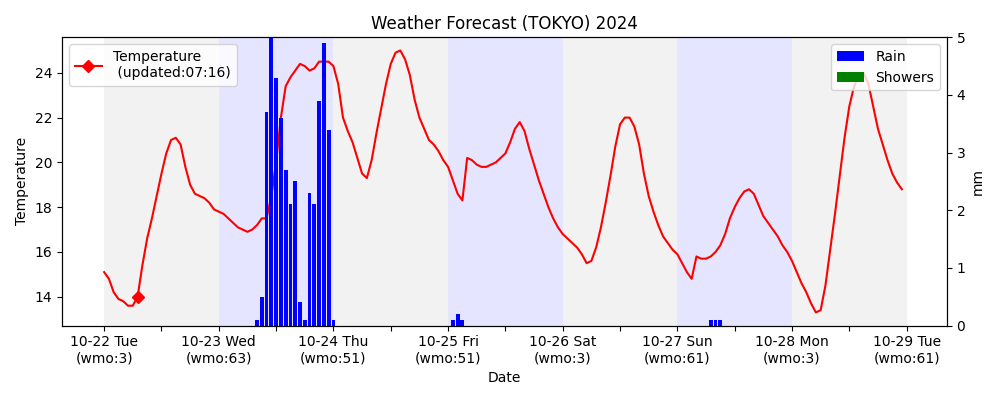 Weather Forecast (TOKYO) 2024
Temperature
(updated:07:16)
Rain
Showers
Temperature
24
22
20
18
16
14
5
4
3
2
1
0
mm
10-22 Tue
(wmo:3)
10-23 Wed
(wmo:63)
10-24 Thu
(wmo:51)
10-25 Fri
(wmo:51)
10-26 Sat
(wmo:3)
10-27 Sun
(wmo:61)
10-28 Mon
(wmo:3)
10-29 Tue
(wmo:61)
Date